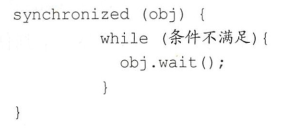 synchronized (obj) {
while (条件不满足){
obj.wait();
}
}